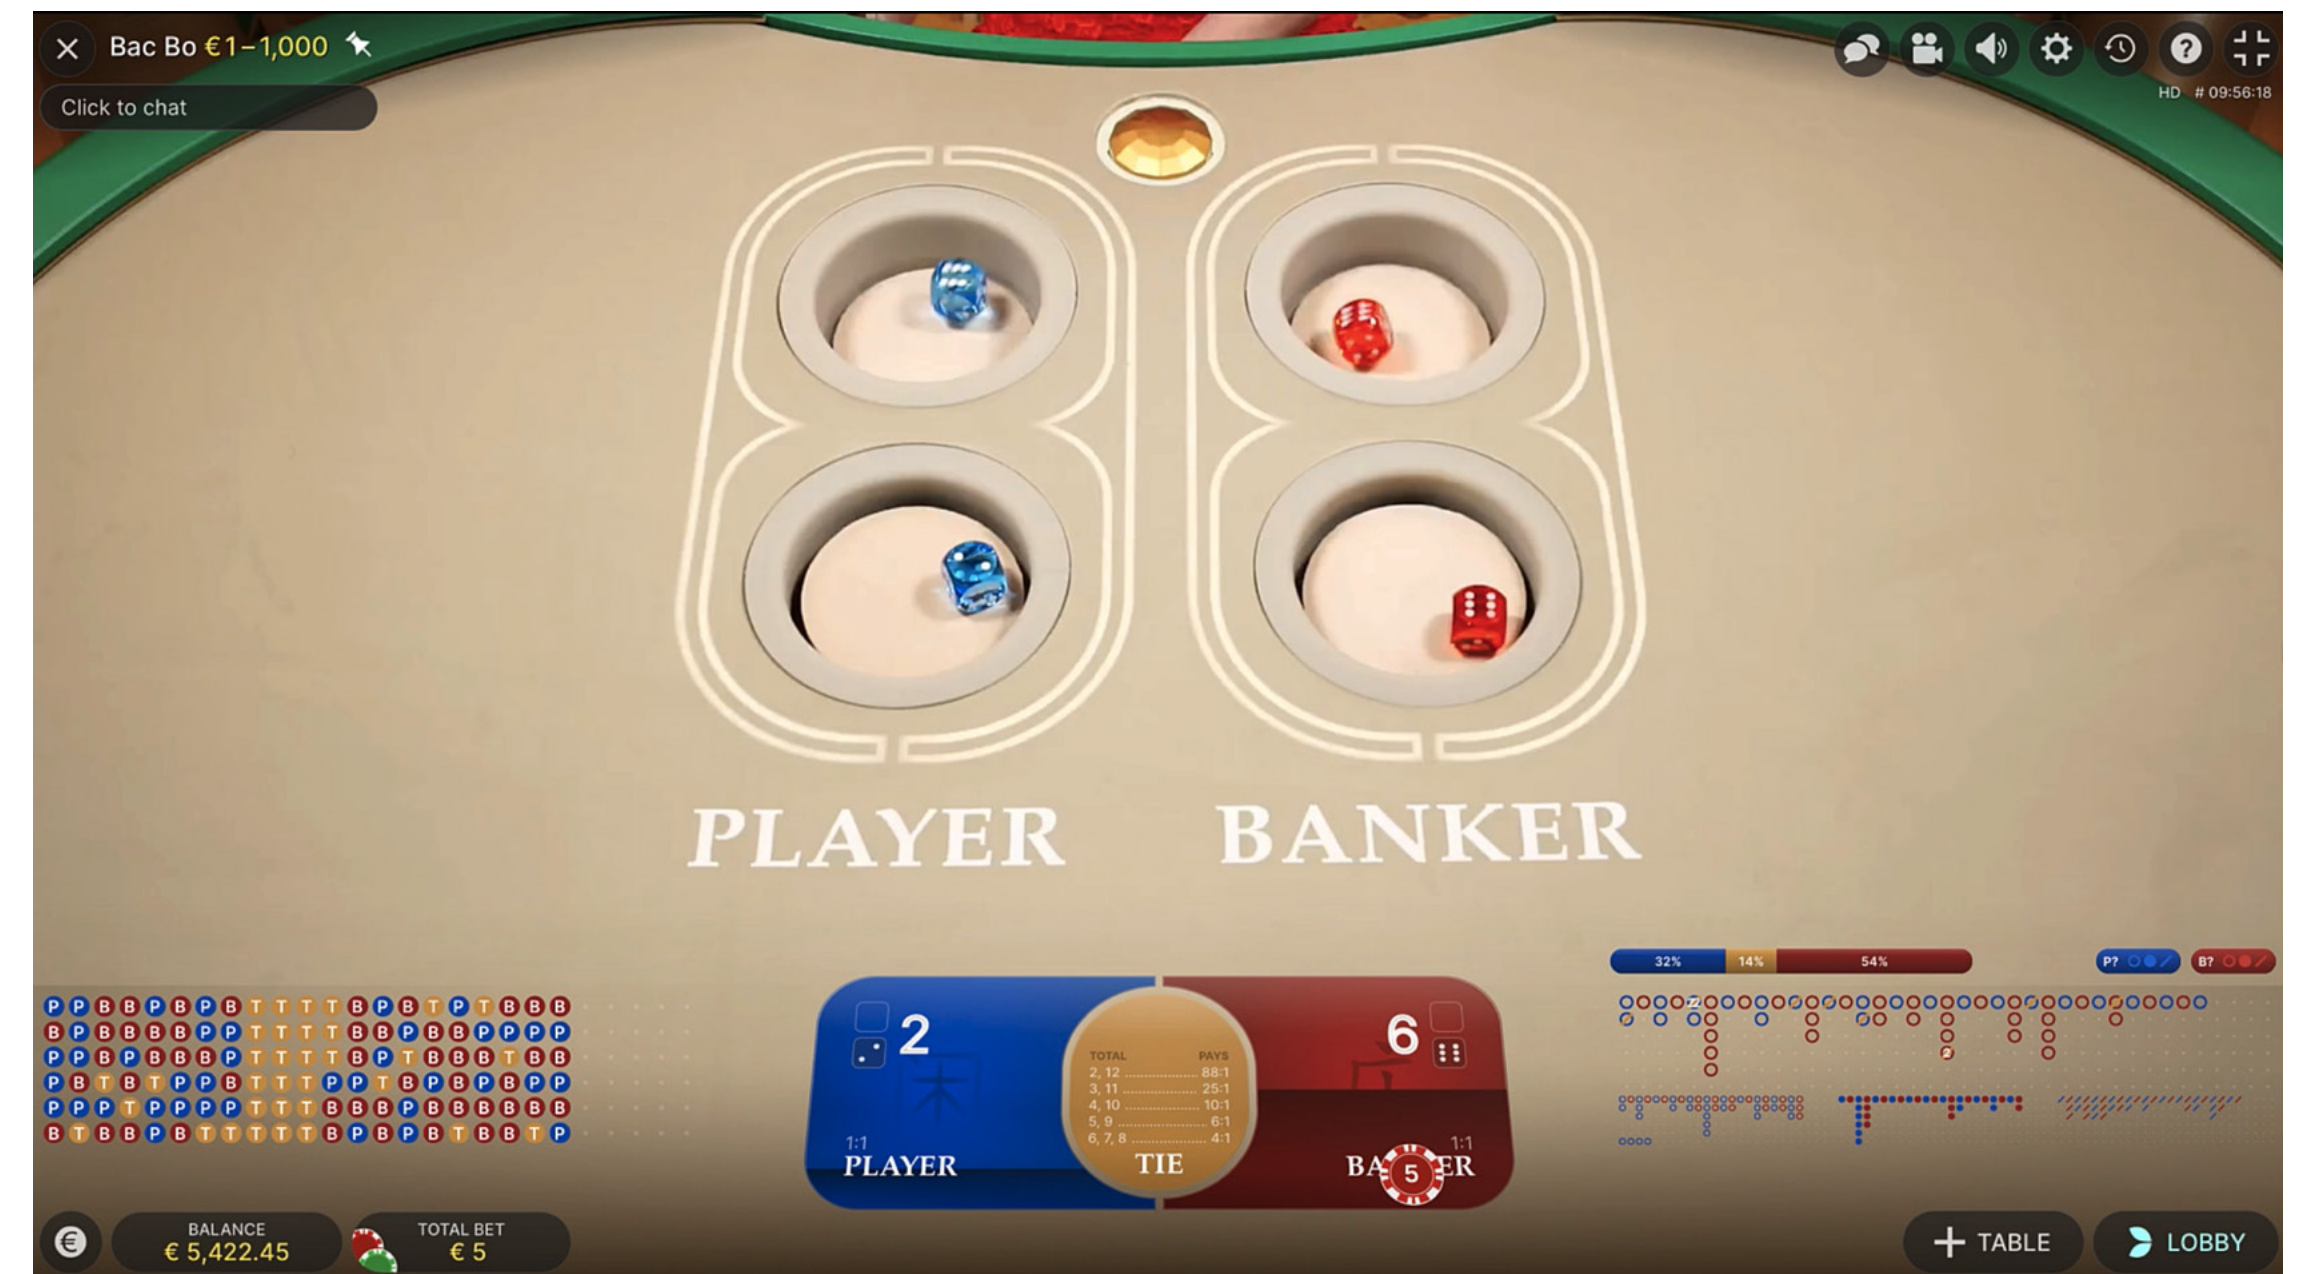 Bac Bo €1–1,000
Click to chat
HD # 09:56:18
PLAYER BANKER
32% 14% 54%
P? B?
P P B B P B P B T T T T B P B T P T B B B
B P B B B B P P T T T T B B P B B P P P P
P P B P B B B P T T T T B P T B B B T B B
P B T B T P P B T T T P P T B P B P B P P
P P P T P P P P T T T B B B P B B B B B B
B T B B P B T T T T T B P B P B T B B T P
2
6
TOTAL PAYS
2, 12 ........ 88:1
3, 11 ........ 25:1
4, 10 ........ 10:1
5, 9 ........ 6:1
6, 7, 8 ........ 4:1
1:1
PLAYER
TIE
1:1
BA 5 ER
BALANCE
€ 5,422.45
TOTAL BET
€ 5
TABLE
LOBBY